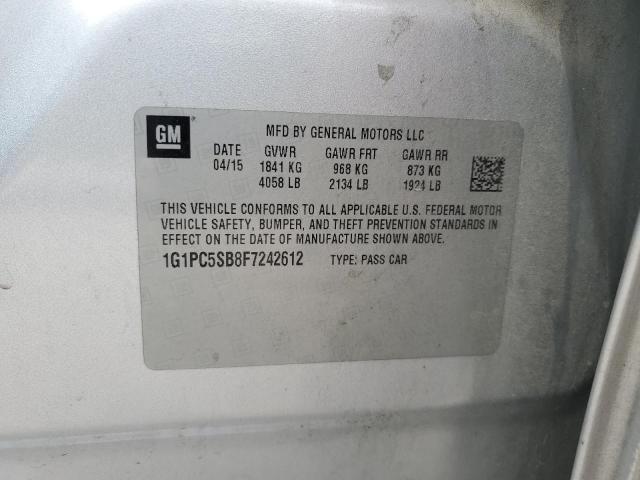 GM
MFD BY GENERAL MOTORS LLC
DATE GVWR GAWR FRT GAWR RR
04/15 1841 KG 968 KG 873 KG
4058 LB 2134 LB 1924 LB
THIS VEHICLE CONFORMS TO ALL APPLICABLE U.S. FEDERAL MOTOR
VEHICLE SAFETY, BUMPER, AND THEFT PREVENTION STANDARDS IN
EFFECT ON THE DATE OF MANUFACTURE SHOWN ABOVE.
1G1PC5SB8F7242612 TYPE: PASS CAR